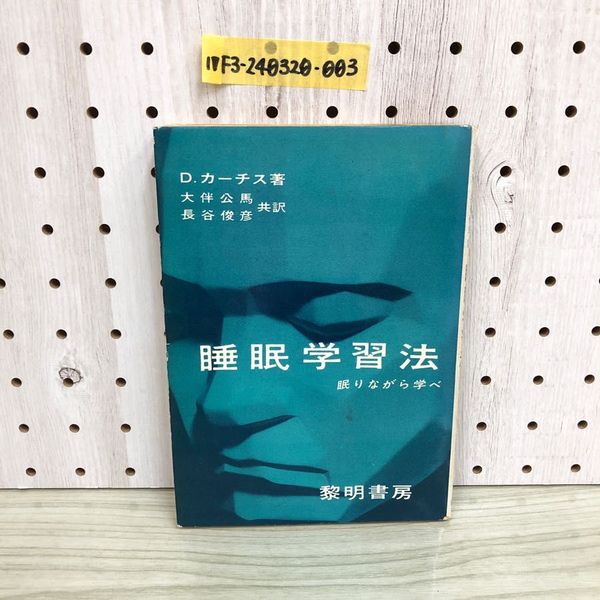 17F3-240320-003
D.カーチス著
大伴公馬
長谷俊彦 共訳
睡眠学習法
眠りながら学べ
黎明書房